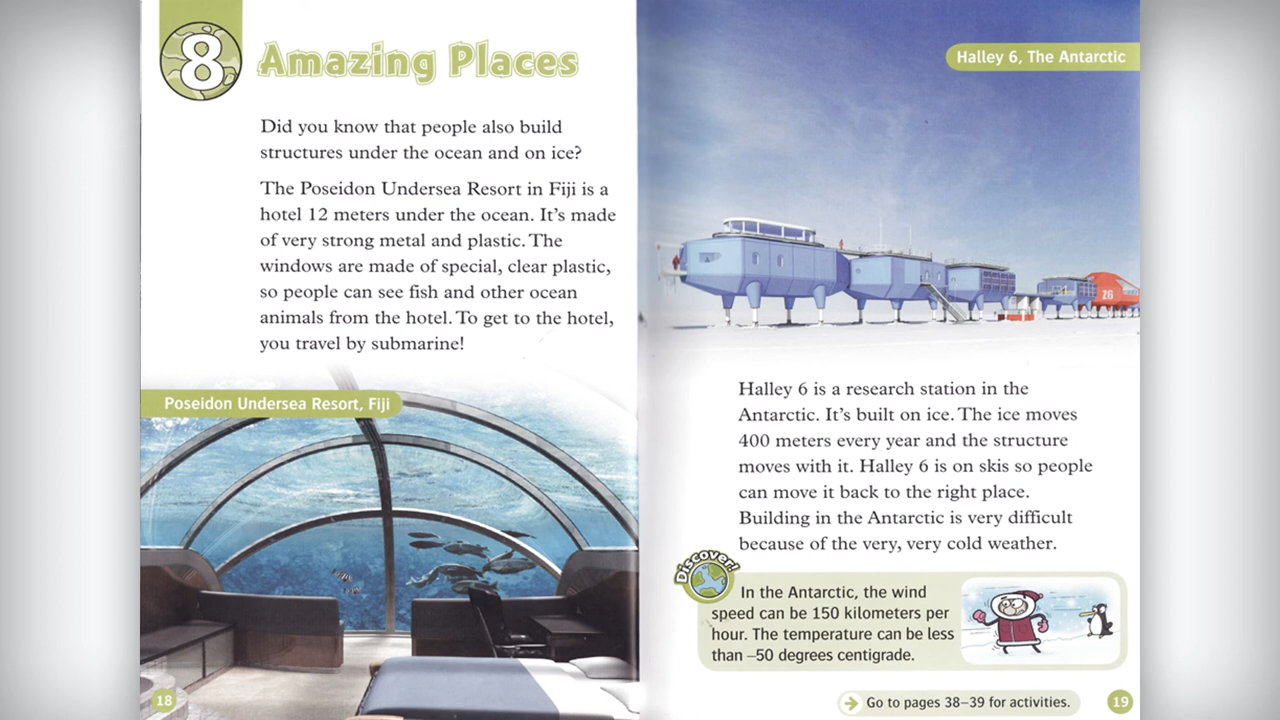 8 Amazing Places
Did you know that people also build
structures under the ocean and on ice?
The Poseidon Undersea Resort in Fiji is a
hotel 12 meters under the ocean. It's made
of very strong metal and plastic. The
windows are made of special, clear plastic,
so people can see fish and other ocean
animals from the hotel. To get to the hotel,
you travel by submarine!
Poseidon Undersea Resort, Fiji
18
Halley 6, The Antarctic
Z6
Halley 6 is a research station in the
Antarctic. It's built on ice. The ice moves
400 meters every year and the structure
moves with it. Halley 6 is on skis so people
can move it back to the right place.
Building in the Antarctic is very difficult
because of the very, very cold weather.
Discover!
In the Antarctic, the wind
speed can be 150 kilometers per
hour. The temperature can be less
than –50 degrees centigrade.
Go to pages 38–39 for activities.
19